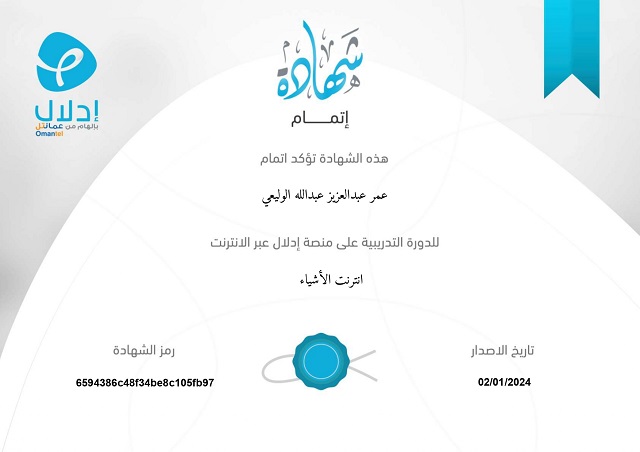 شهادة
إتمـــــام
إدلال
بإلهام من عمانتل
Omantel
هذه الشهادة تؤكد اتمام
عمر عبدالعزيز عبدالله الوليعي
للدورة التدريبية على منصة إدلال عبر الانترنت
انترنت الأشياء
تاريخ الاصدار
02/01/2024
رمز الشهادة
6594386c48f34be8c105fb97